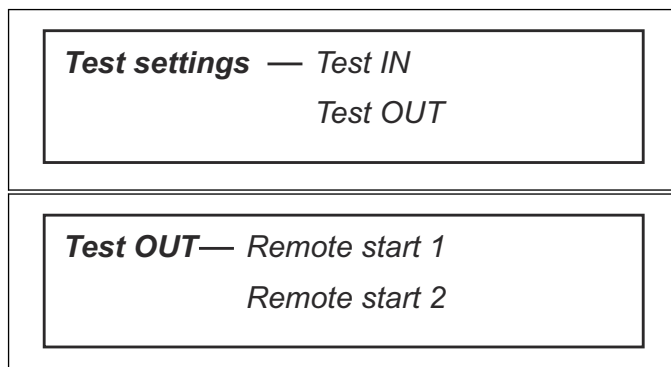 Test settings — Test IN
Test OUT
Test OUT— Remote start 1
Remote start 2